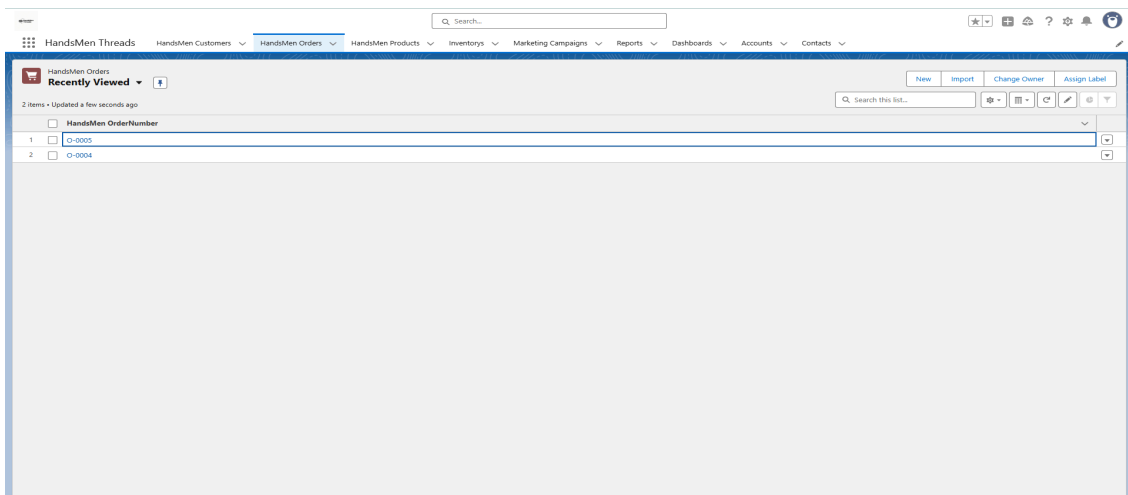 Search...
HandsMen Threads HandsMen Customers HandsMen Orders HandsMen Products Inventorys Marketing Campaigns Reports Dashboards Accounts Contacts
HandsMen Orders
Recently Viewed
New Import Change Owner Assign Label
2 items • Updated a few seconds ago
Search this list...
HandsMen OrderNumber
1 O-0005
2 O-0004